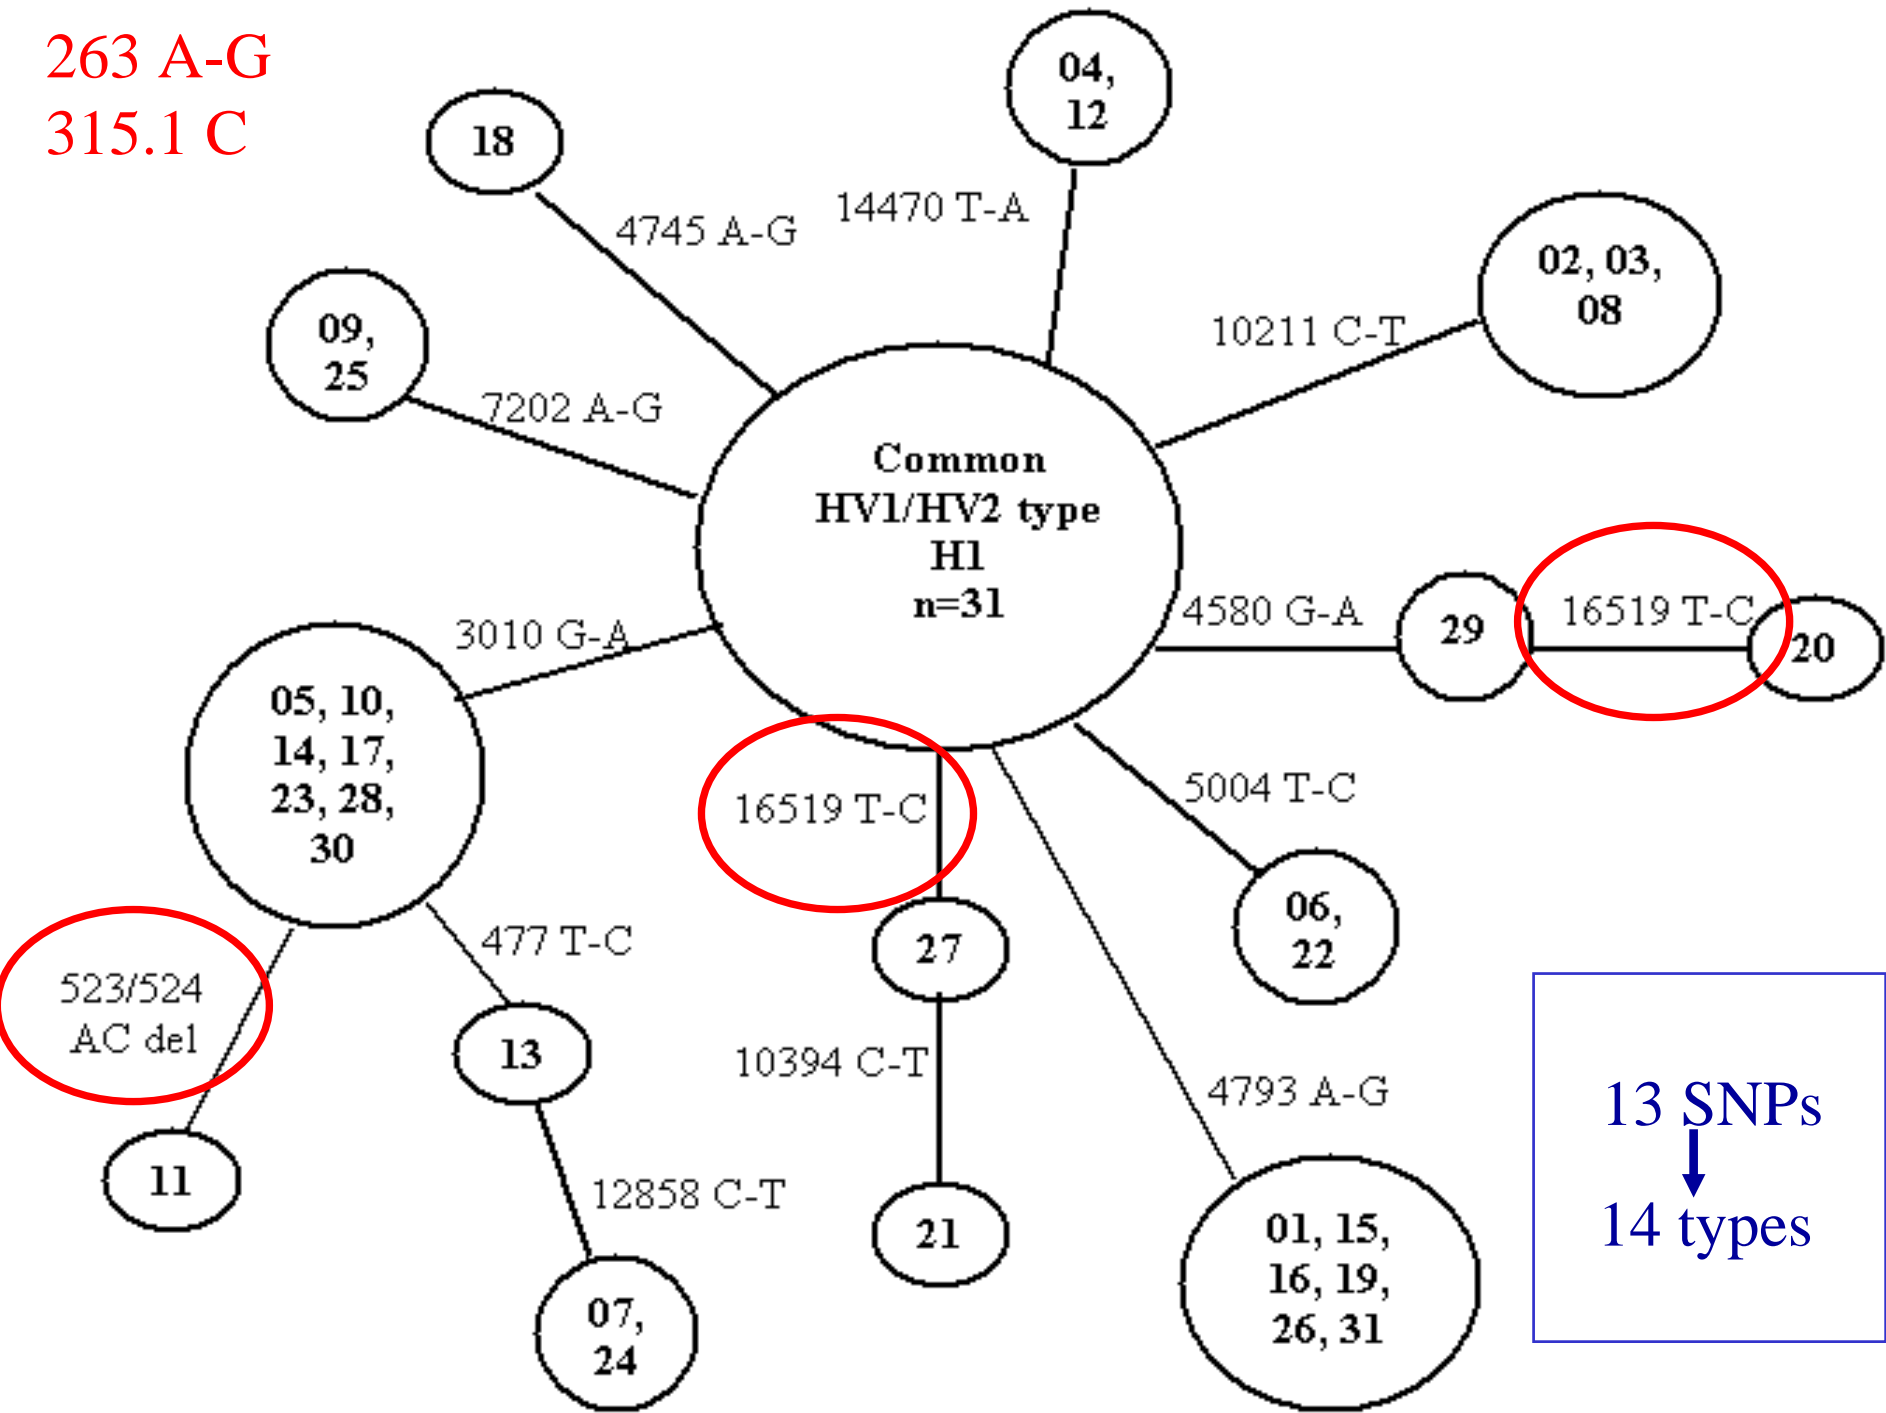 263 A-G
315.1 C
18
04,
12
4745 A-G
14470 T-A
02, 03,
08
09,
25
10211 C-T
7202 A-G
Common
HV1/HV2 type
H1
n=31
3010 G-A
4580 G-A
29
16519 T-C
20
05, 10,
14, 17,
23, 28,
30
16519 T-C
5004 T-C
06,
22
477 T-C
27
523/524
AC del
13
10394 C-T
4793 A-G
11
12858 C-T
21
01, 15,
16, 19,
26, 31
07,
24
13 SNPs
14 types